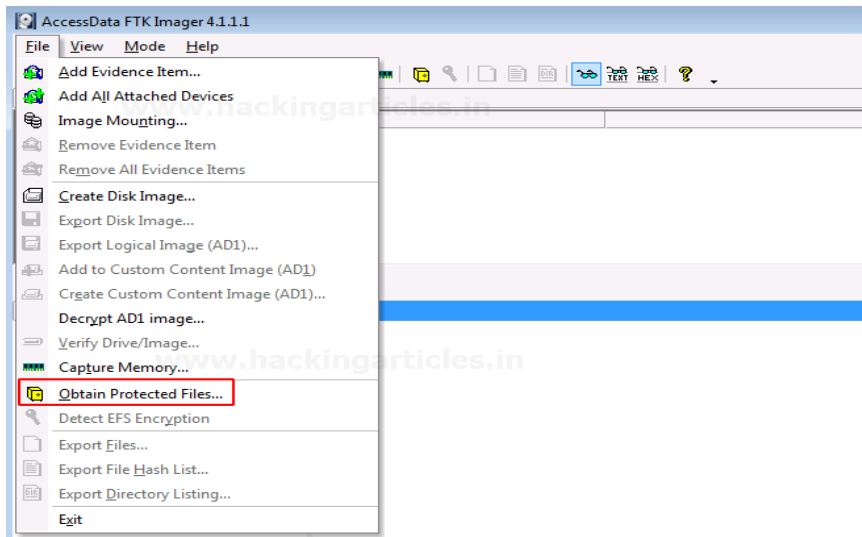 AccessData FTK Imager 4.1.1.1
File View Mode Help
TEXT HEX
Add Evidence Item...
Add All Attached Devices
www.hackingarticles.in
Image Mounting...
Remove Evidence Item
Remove All Evidence Items
Create Disk Image...
Export Disk Image...
Export Logical Image (AD1)...
Add to Custom Content Image (AD1)
Create Custom Content Image (AD1)...
Decrypt AD1 image...
Verify Drive/Image...
www.hackingarticles.in
Capture Memory...
Obtain Protected Files...
Detect EFS Encryption
Export Files...
Export File Hash List...
DIR
Export Directory Listing...
Exit